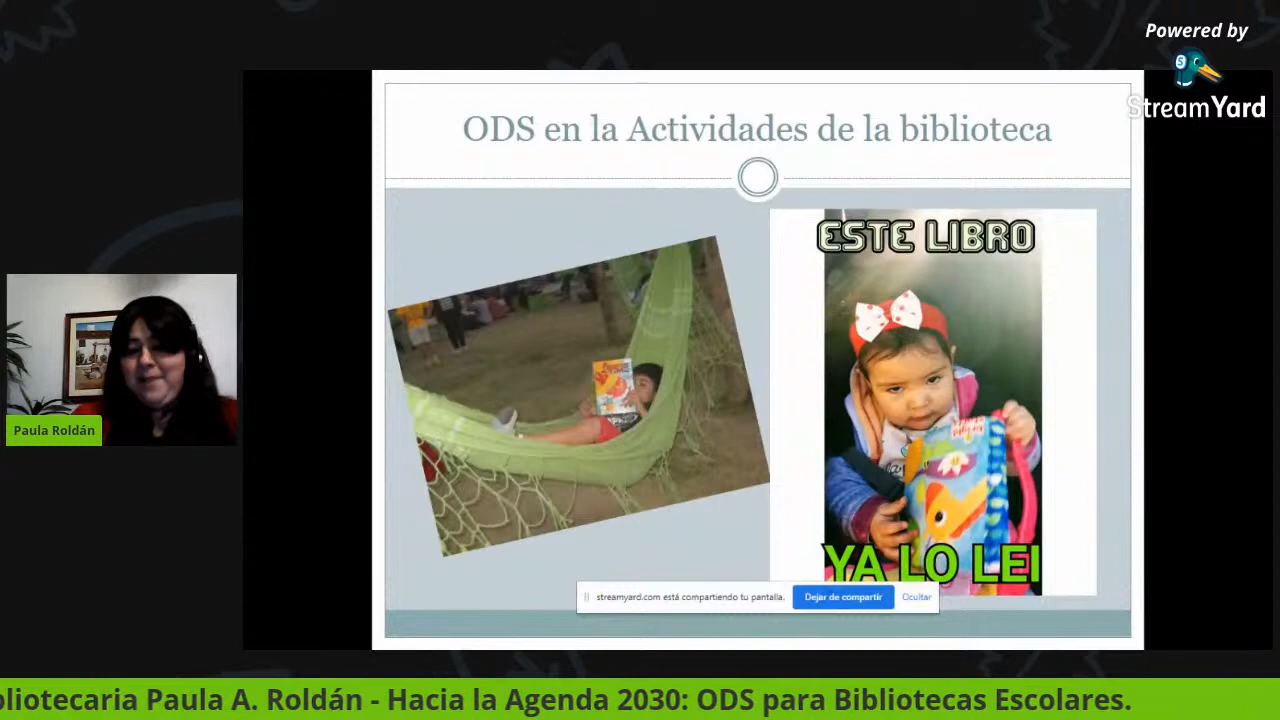 Powered by
StreamYard
ODS en la Actividades de la biblioteca
ESTE LIBRO
YA LO LEI
Paula Roldán
streamyard.com está compartiendo tu pantalla.
Dejar de compartir
Ocultar
bliotecaria Paula A. Roldán - Hacia la Agenda 2030: ODS para Bibliotecas Escolares.